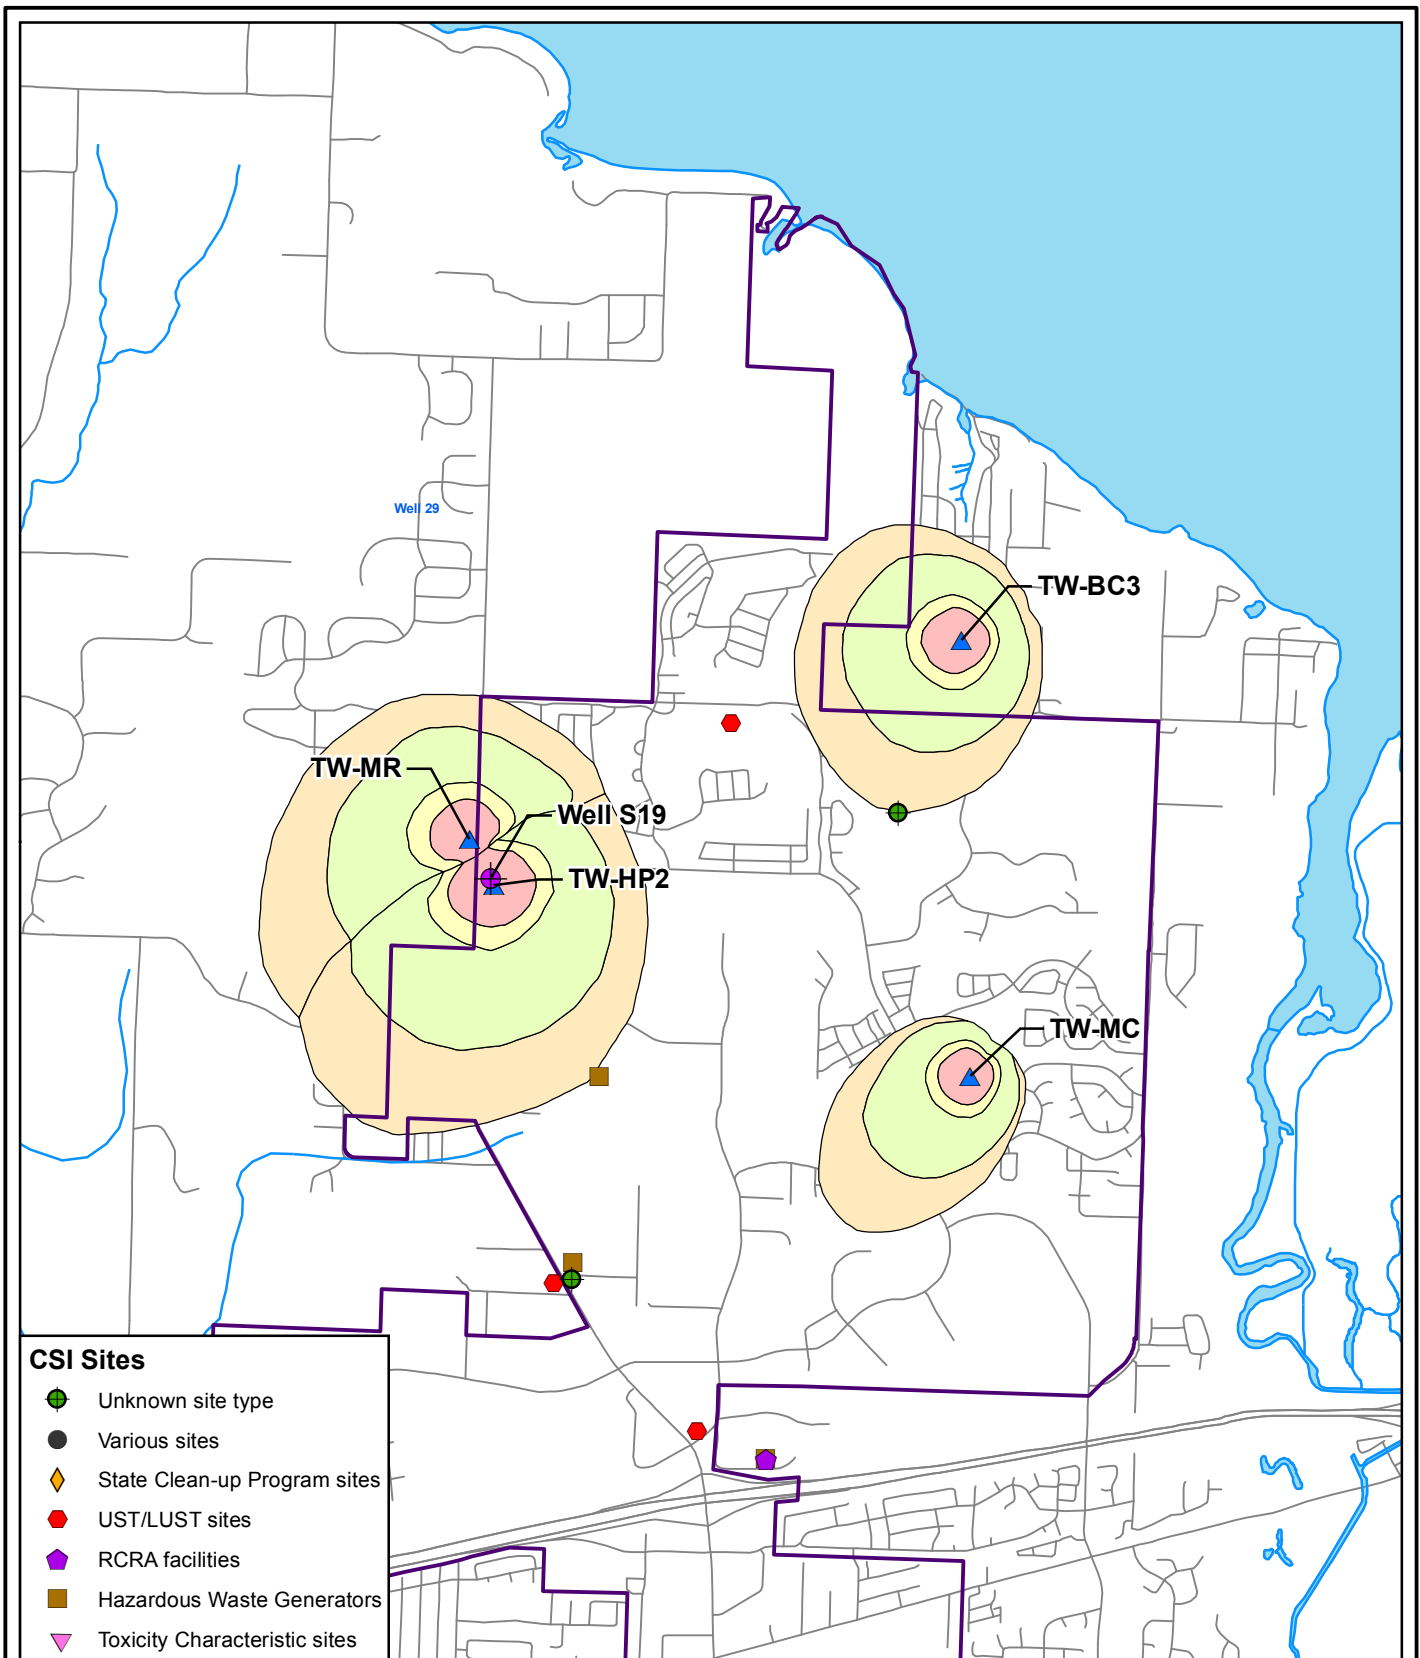 Well 29
TW-BC3
TW-MR
Well S19
TW-HP2
TW-MC
CSI Sites
Unknown site type
Various sites
State Clean-up Program sites
UST/LUST sites
RCRA facilities
Hazardous Waste Generators
Toxicity Characteristic sites